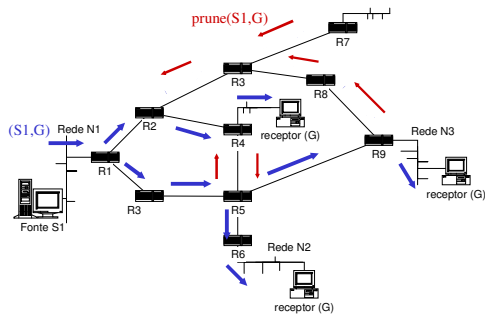 prune(S1,G)
R7
R3
R8
R2
receptor (G)
(S1,G)
Rede N1
R4
R9
Rede N3
R1
R3
R5
receptor (G)
Fonte S1
R6
Rede N2
receptor (G)